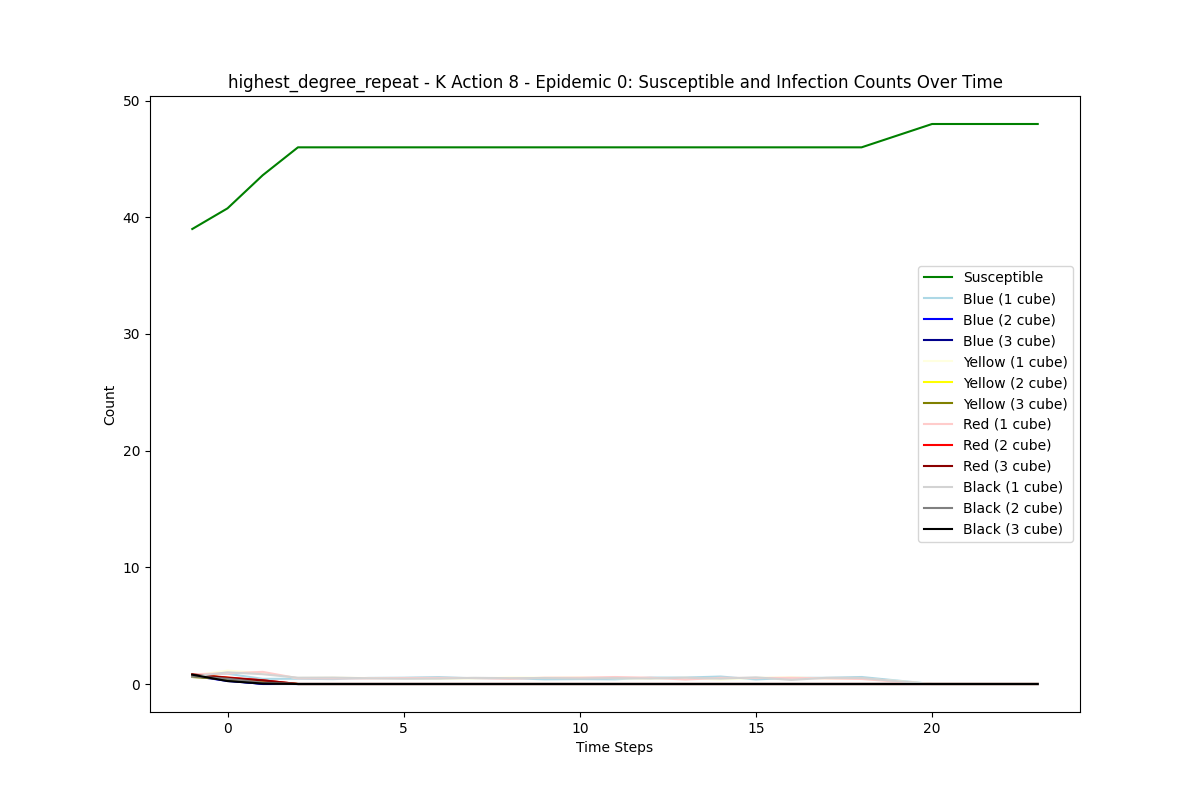 highest_degree_repeat - K Action 8 - Epidemic 0: Susceptible and Infection Counts Over Time
50
40
30
20
10
0
Count
Susceptible
Blue (1 cube)
Blue (2 cube)
Blue (3 cube)
Yellow (1 cube)
Yellow (2 cube)
Yellow (3 cube)
Red (1 cube)
Red (2 cube)
Red (3 cube)
Black (1 cube)
Black (2 cube)
Black (3 cube)
0 5 10 15 20
Time Steps